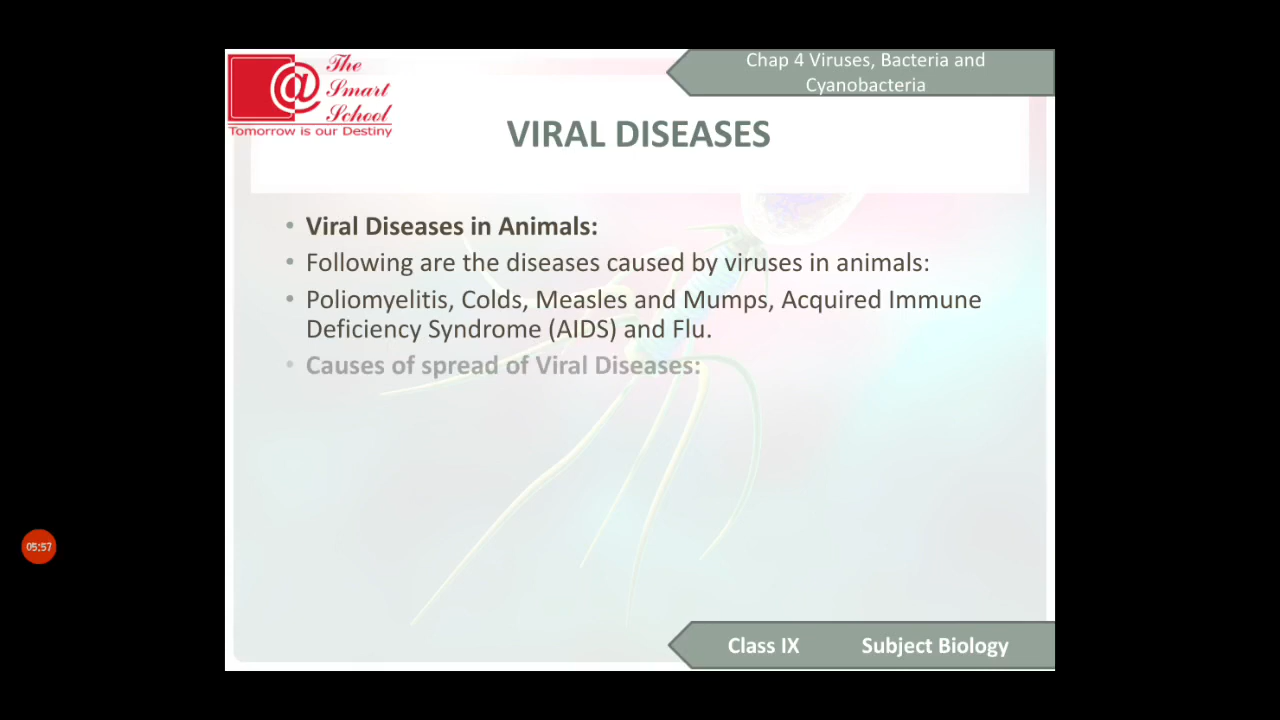 The
Smart
School
Tomorrow is our Destiny
Chap 4 Viruses, Bacteria and
Cyanobacteria
VIRAL DISEASES
• Viral Diseases in Animals:
• Following are the diseases caused by viruses in animals:
• Poliomyelitis, Colds, Measles and Mumps, Acquired Immune
Deficiency Syndrome (AIDS) and Flu.
• Causes of spread of Viral Diseases:
05:57
Class IX Subject Biology